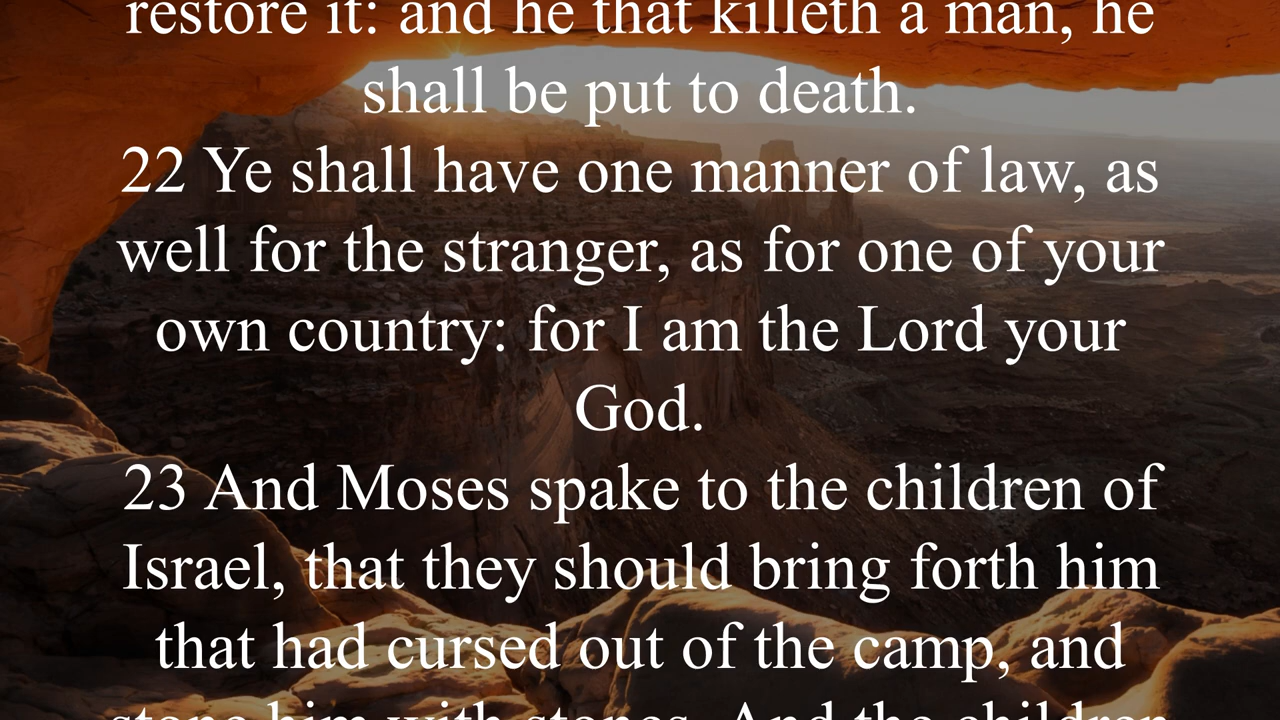 restore it: and he that killeth a man, he
shall be put to death.
22 Ye shall have one manner of law, as
well for the stranger, as for one of your
own country: for I am the Lord your
God.
23 And Moses spake to the children of
Israel, that they should bring forth him
that had cursed out of the camp, and
stone him with stones. And the children